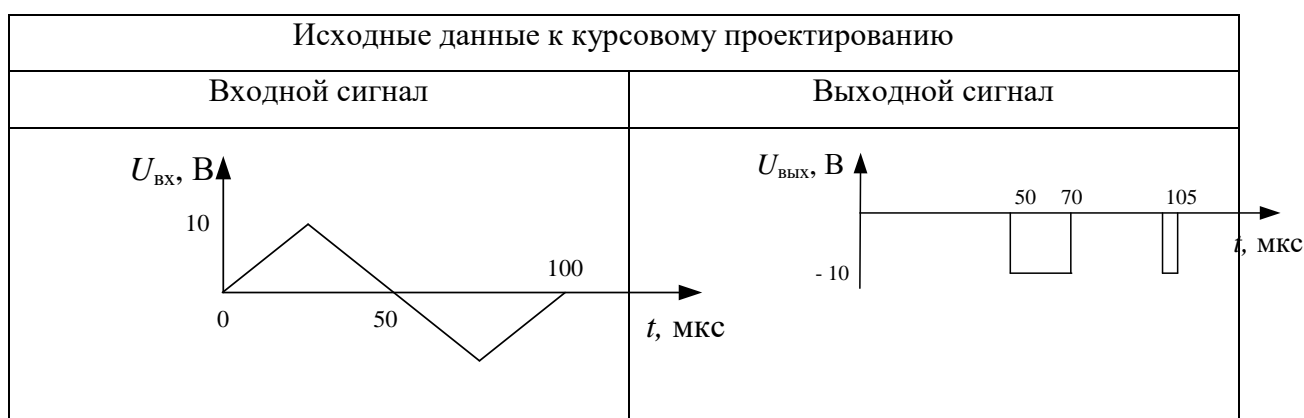 Исходные данные к курсовому проектированию
Входной сигнал
Выходной сигнал
Uвх, В
10
100
0
50
t, мкс
Uвых, В
50
70
105
t, мкс
- 10